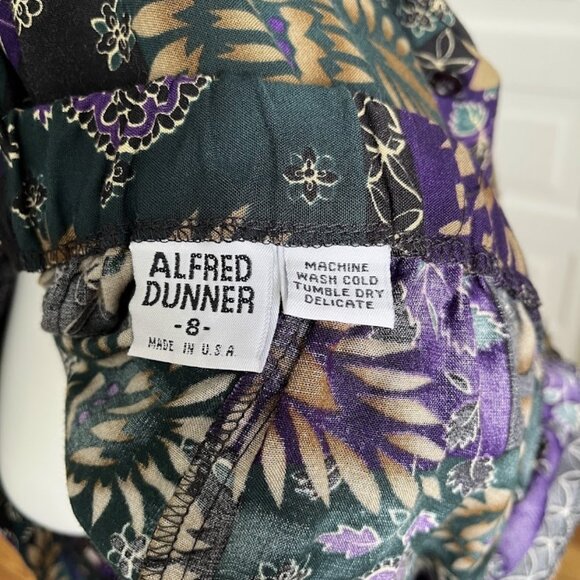 ALFRED
DUNNER
-8-
MADE IN U.S.A.
MACHINE
WASH COLD
TUMBLE DRY
DELICATE